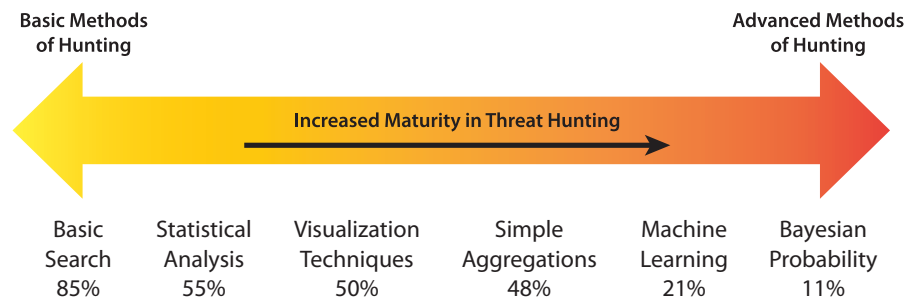 Basic Methods
of Hunting
Advanced Methods
of Hunting
Increased Maturity in Threat Hunting
Basic
Search
85%
Statistical
Analysis
55%
Visualization
Techniques
50%
Simple
Aggregations
48%
Machine
Learning
21%
Bayesian
Probability
11%